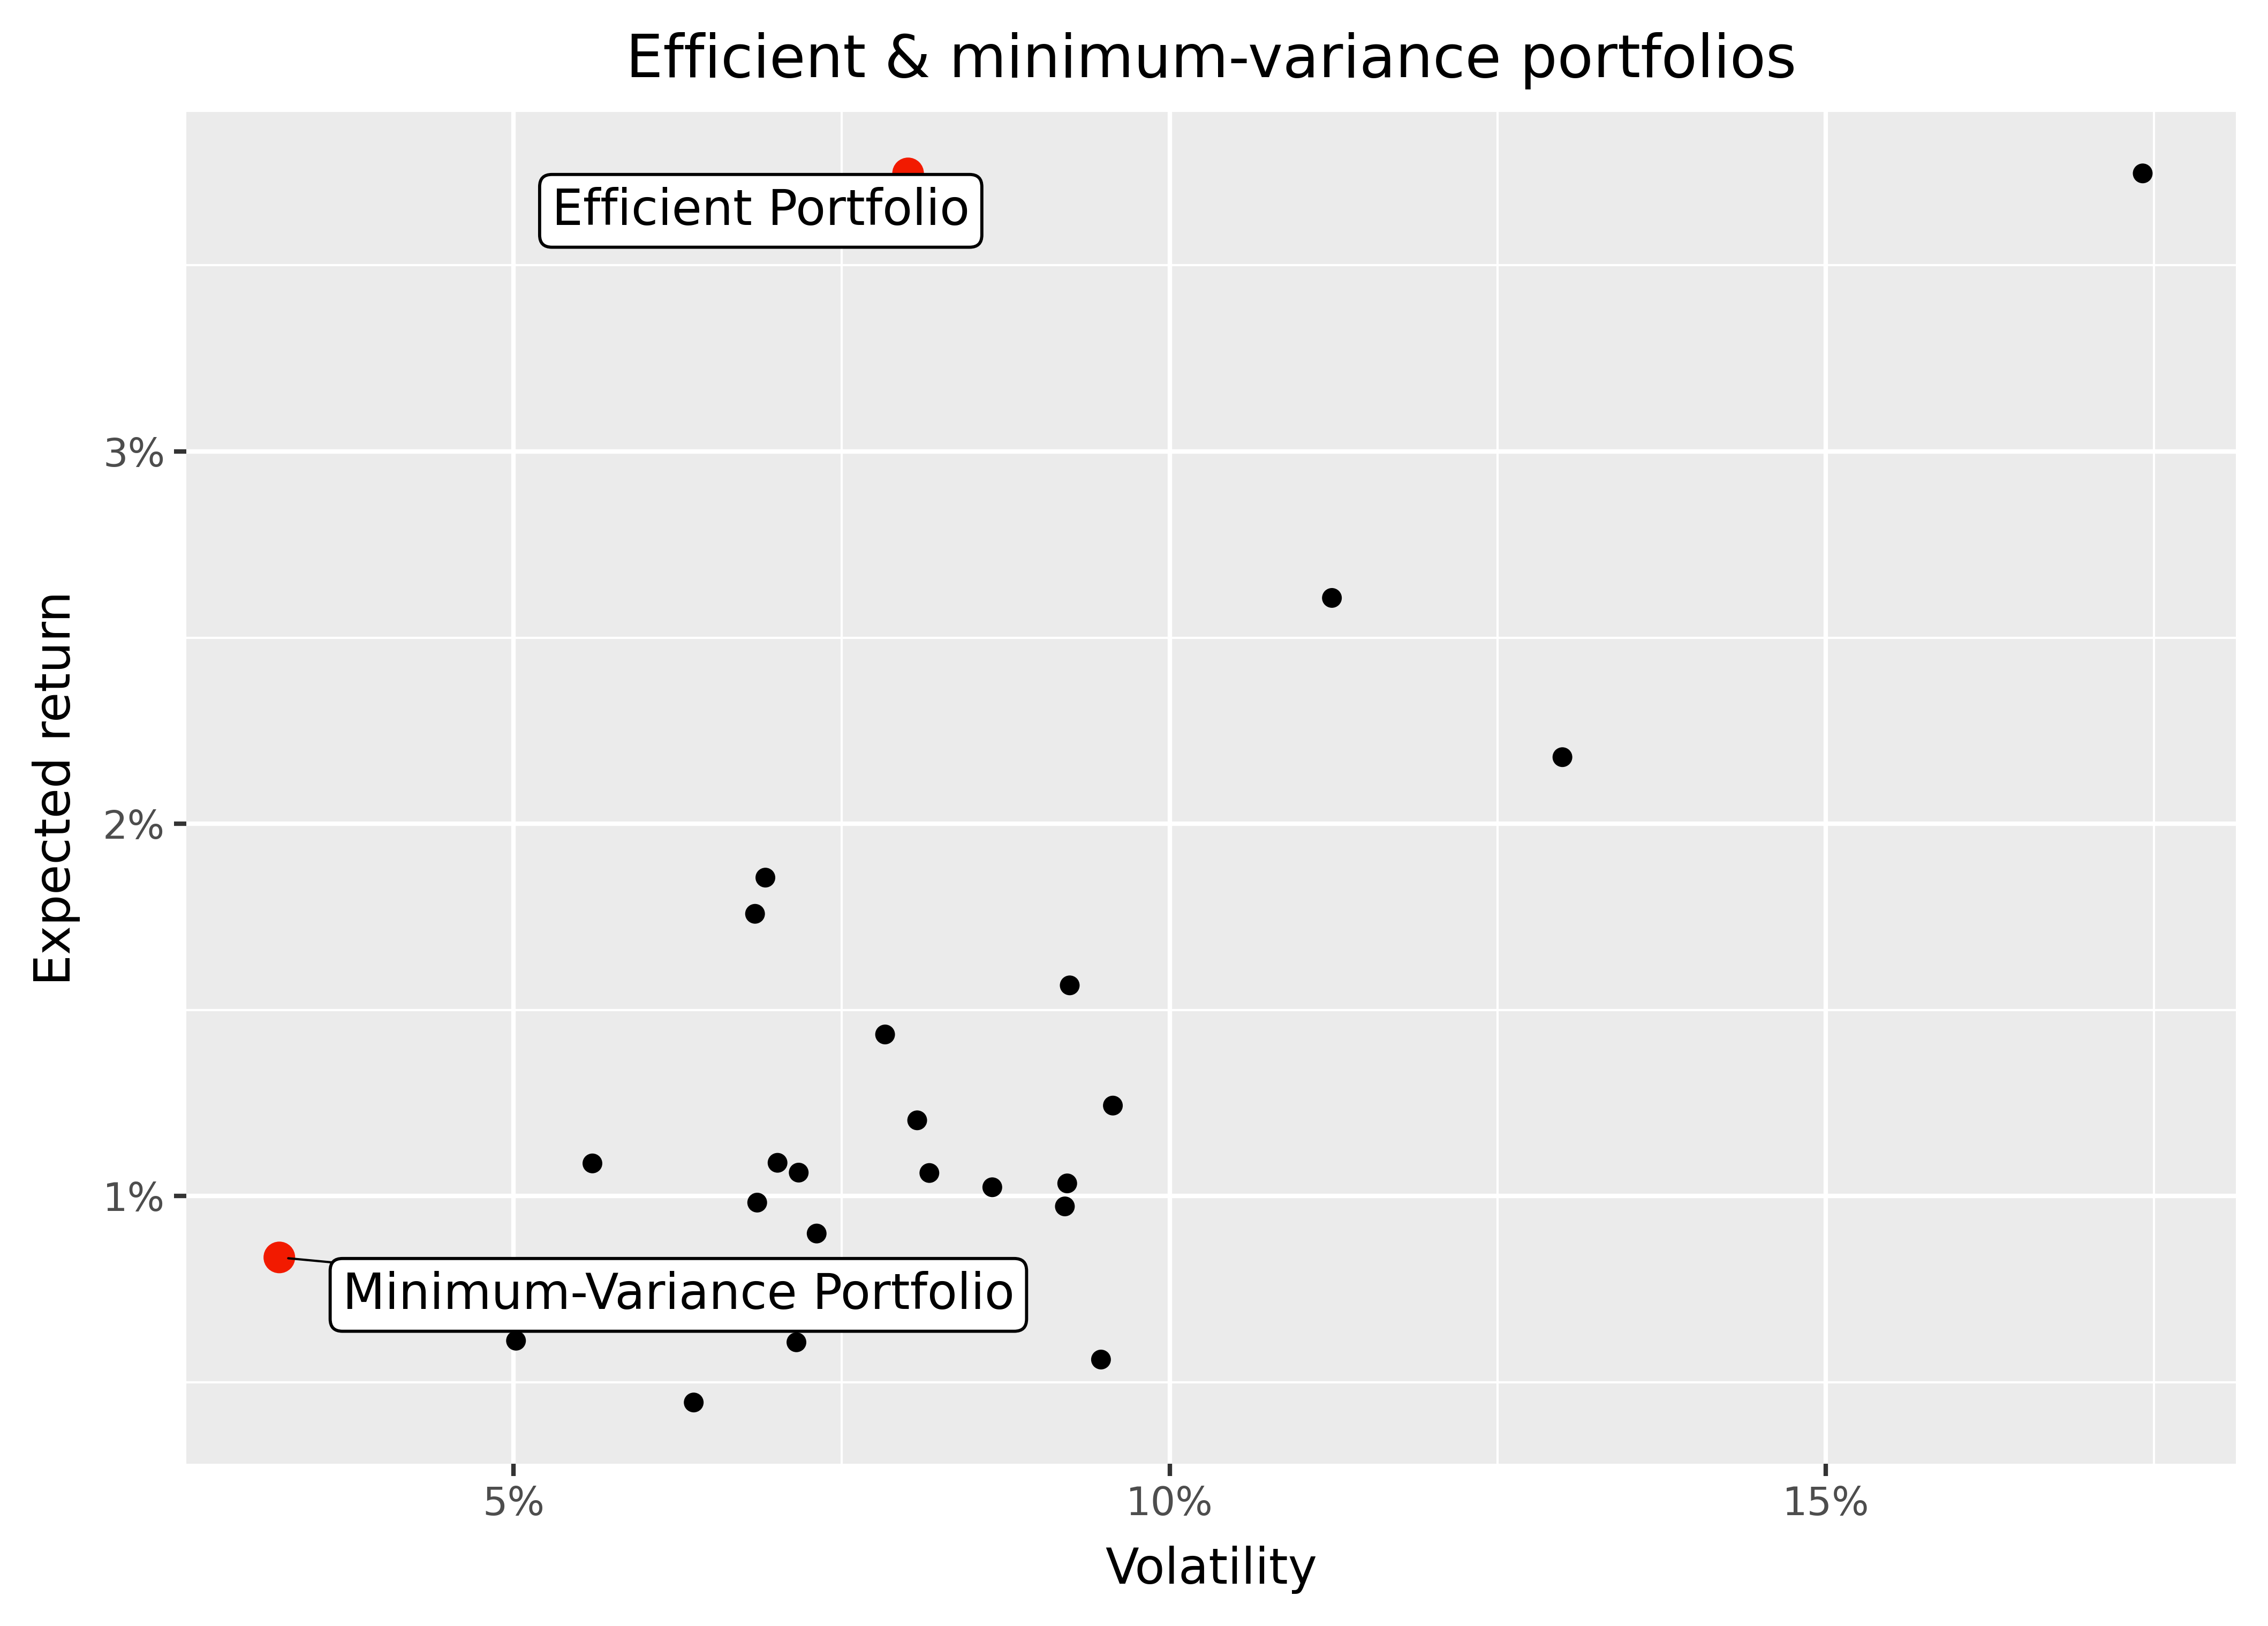 Efficient & minimum-variance portfolios
Efficient Portfolio
3%
Expected return
2%
1%
Minimum-Variance Portfolio
5%
10%
15%
Volatility